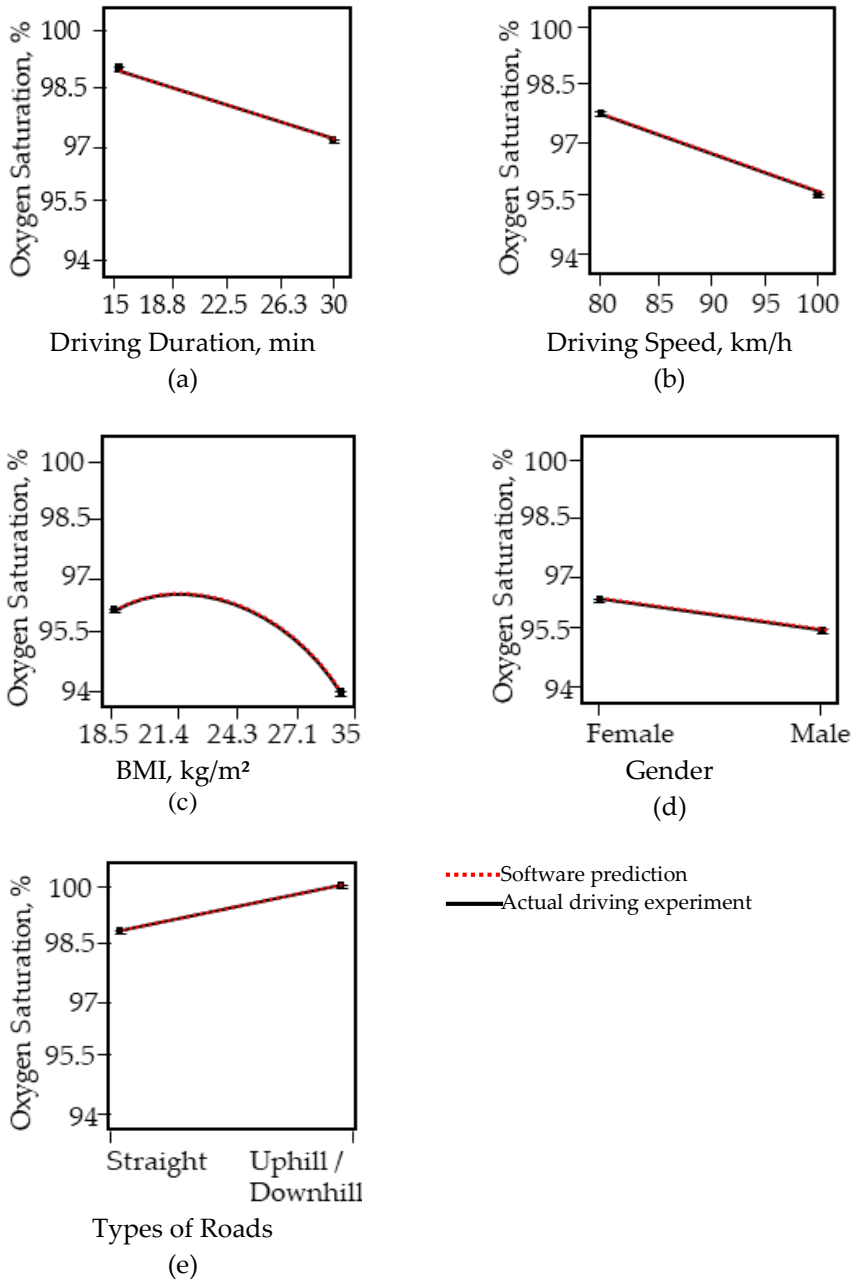 Oxygen Saturation, %
100
98.5
97
95.5
94
15 18.8 22.5 26.3 30
Driving Duration, min
(a)
Oxygen Saturation, %
100
98.5
97
95.5
94
80 85 90 95 100
Driving Speed, km/h
(b)
Oxygen Saturation, %
100
98.5
97
95.5
94
18.5 21.4 24.3 27.1 35
BMI, kg/m²
(c)
Oxygen Saturation, %
100
98.5
97
95.5
94
Female Male
Gender
(d)
Oxygen Saturation, %
100
98.5
97
95.5
94
Straight Uphill /
Downhill
Types of Roads
(e)
Software prediction
Actual driving experiment